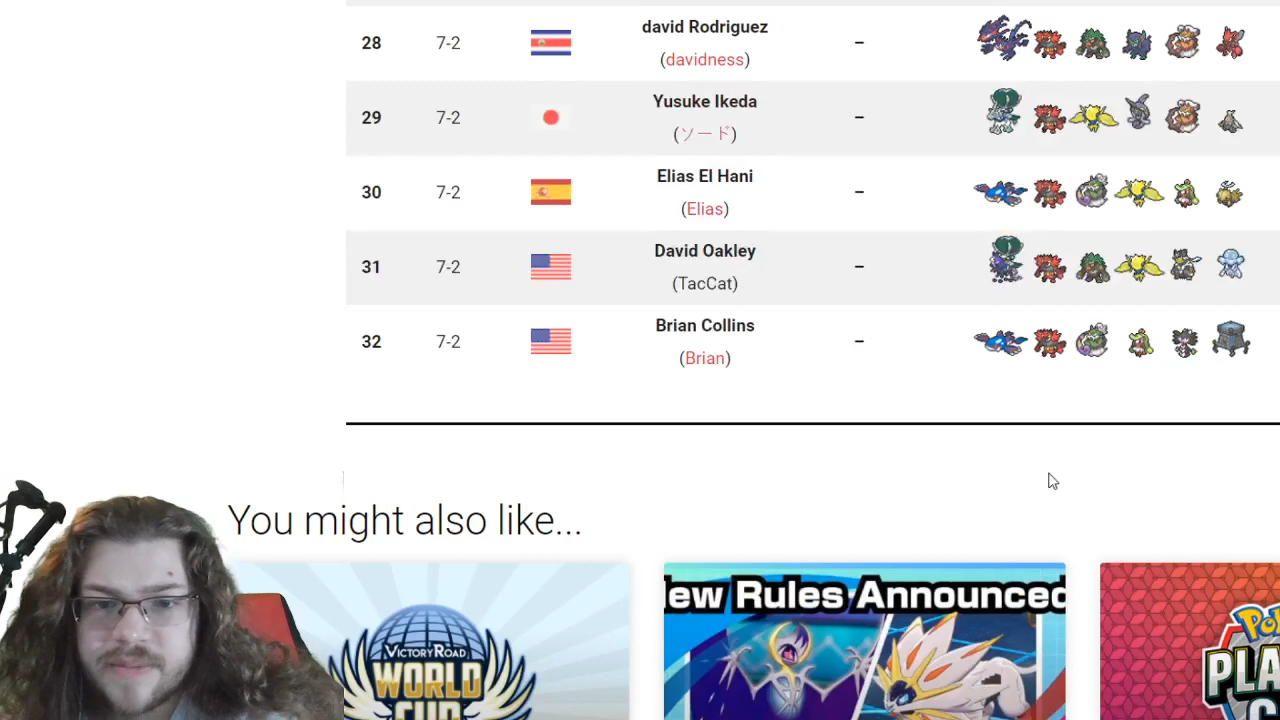 28 7-2 david Rodriguez –
(davidness)
29 7-2 Yusuke Ikeda –
(ソード)
30 7-2 Elias El Hani –
(Elias)
31 7-2 David Oakley –
(TacCat)
32 7-2 Brian Collins –
(Brian)
You might also like...
VICTORY ROAD
WORLD
CUP
New Rules Announced